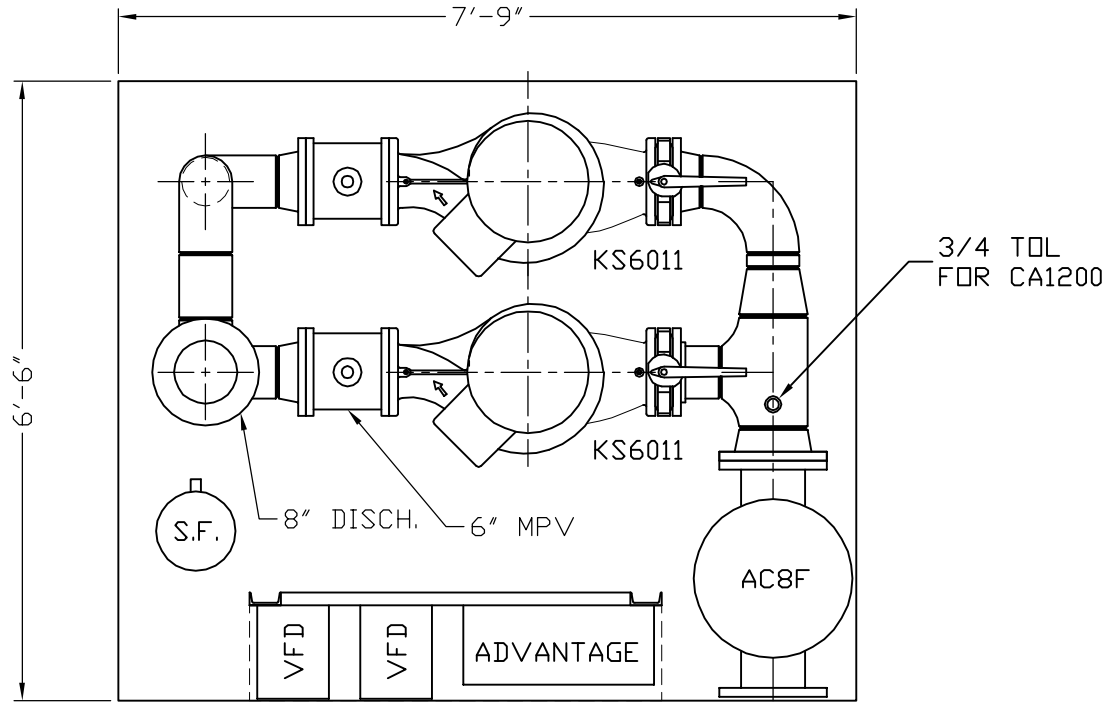 7'-9"
6'-6"
KS6011
3/4 TOL
FOR CA1200
KS6011
8" DISCH.
6" MPV
S.F.
AC8F
VFD
VFD
ADVANTAGE